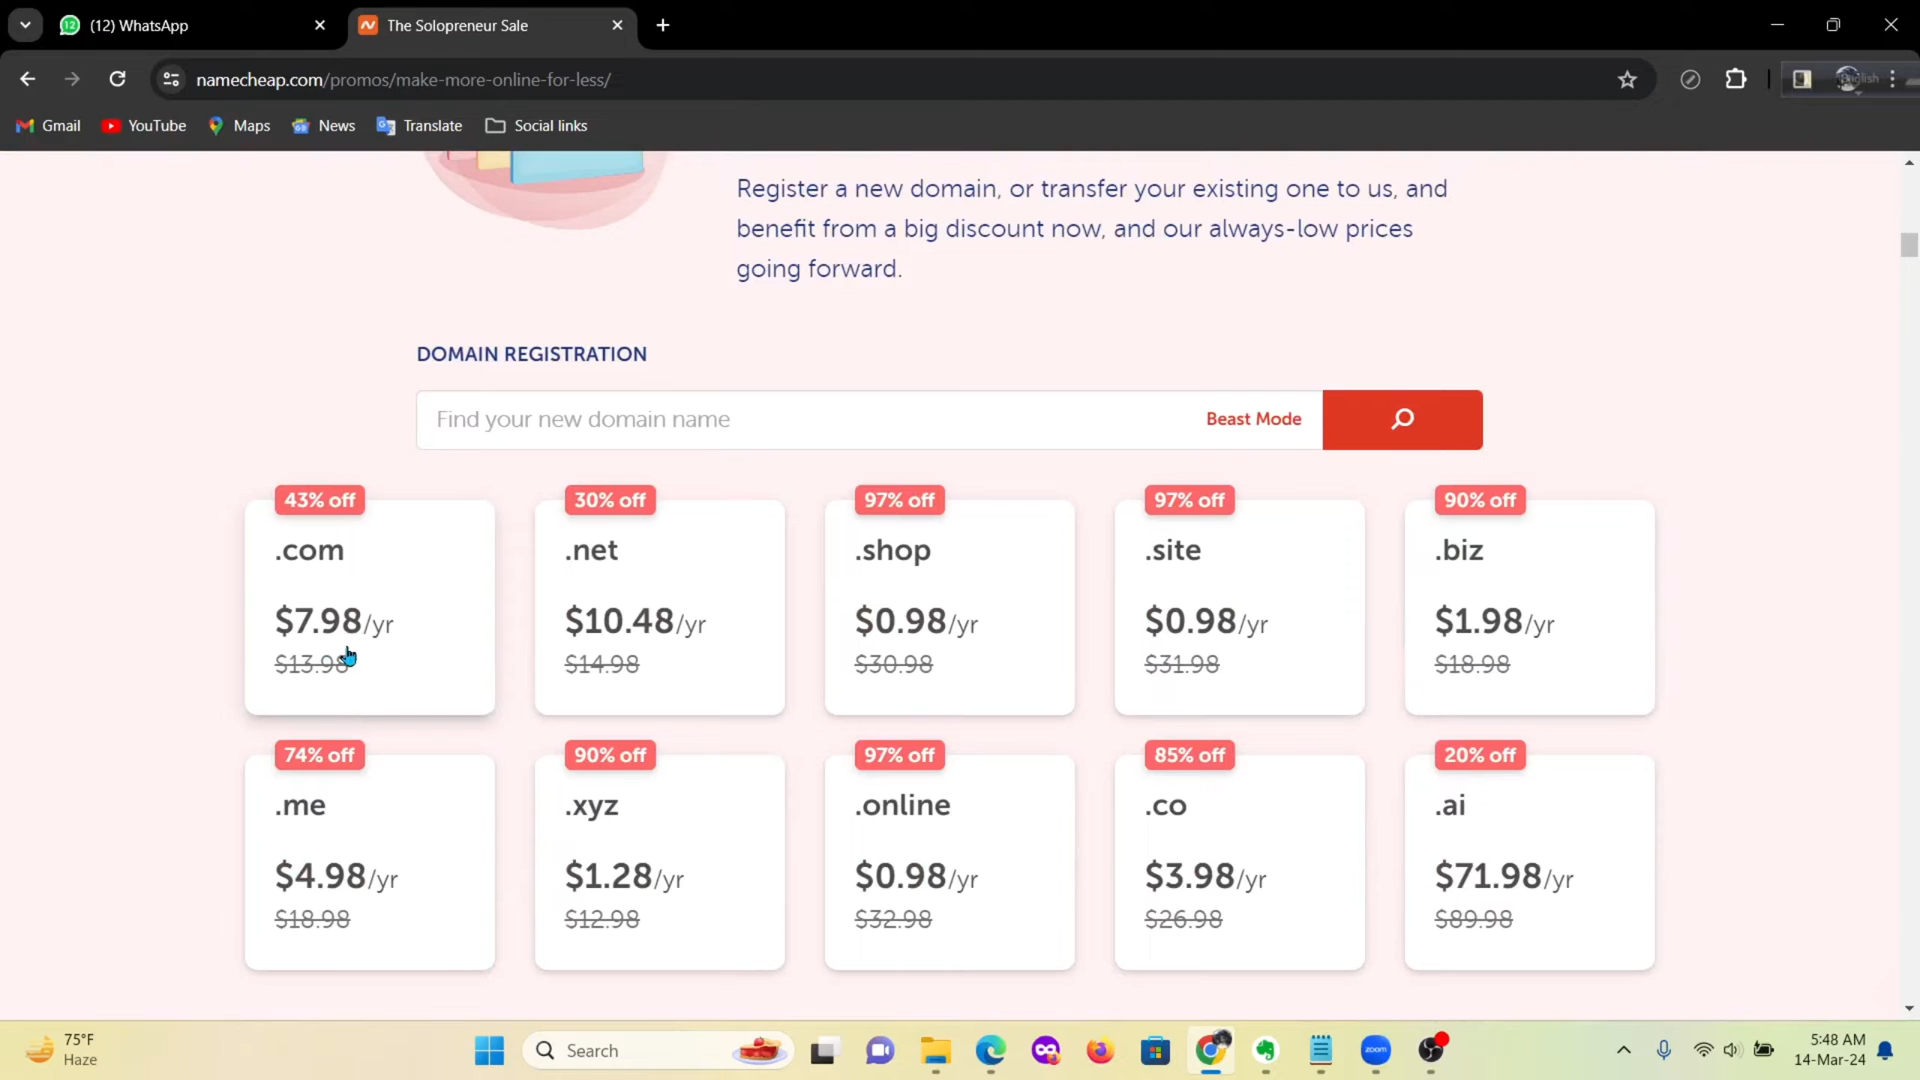 (12) WhatsApp
The Solopreneur Sale
namecheap.com/promos/make-more-online-for-less/
English
Gmail
YouTube
Maps
News
Translate
Social links
Register a new domain, or transfer your existing one to us, and
benefit from a big discount now, and our always-low prices
going forward.
DOMAIN REGISTRATION
Find your new domain name
Beast Mode
43% off
.com
$7.98/yr
$13.98
30% off
.net
$10.48/yr
$14.98
97% off
.shop
$0.98/yr
$30.98
97% off
.site
$0.98/yr
$31.98
90% off
.biz
$1.98/yr
$18.98
74% off
.me
$4.98/yr
$18.98
90% off
.xyz
$1.28/yr
$12.98
97% off
.online
$0.98/yr
$32.98
85% off
.co
$3.98/yr
$26.98
20% off
.ai
$71.98/yr
$89.98
75°F
Haze
Search
zoom
5:48 AM
14-Mar-24